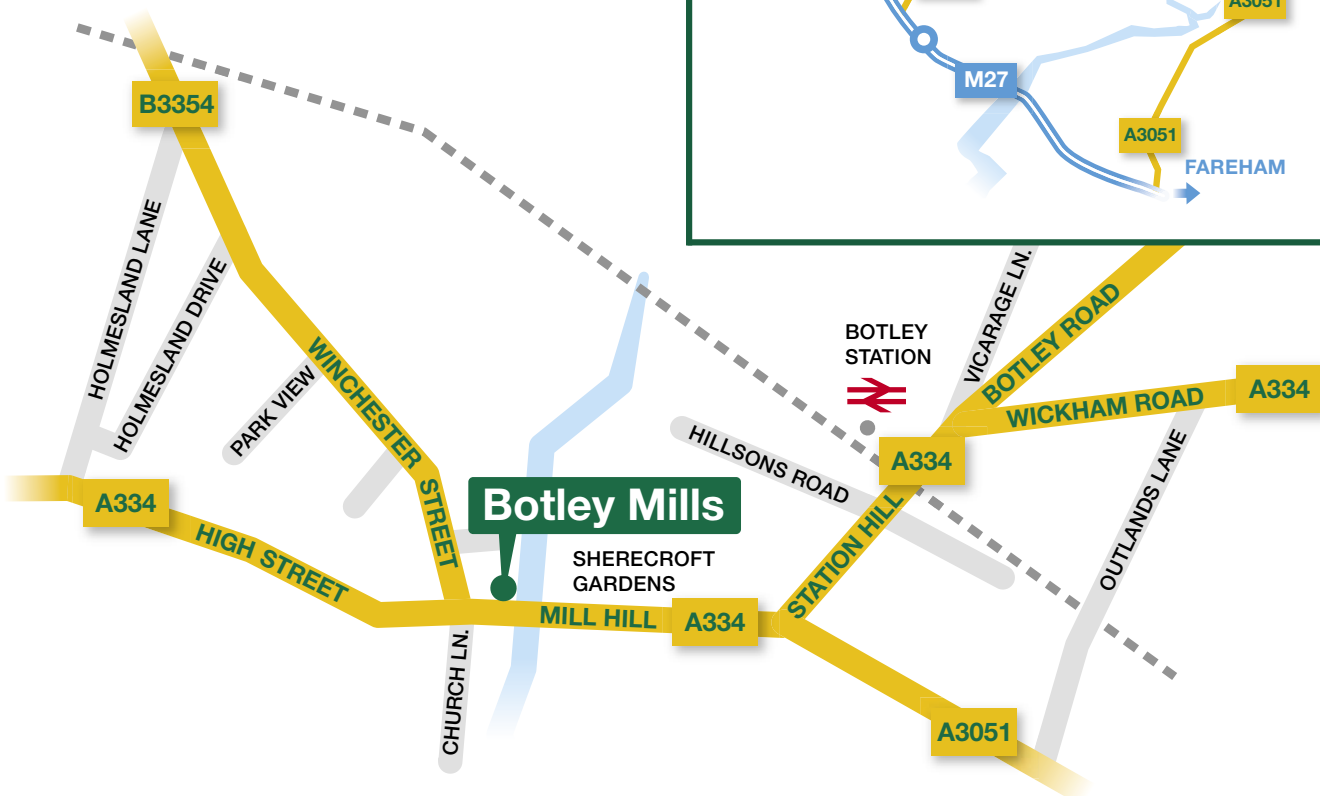 A3051
M27
A3051
FAREHAM
B3354
HOLMESLAND LANE
HOLMESLAND DRIVE
PARK VIEW
WINCHESTER STREET
VICARAGE LN.
BOTLEY ROAD
BOTLEY
STATION
WICKHAM ROAD
A334
HILLSONS ROAD
A334
OUTLANDS LANE
A334
HIGH STREET
Botley Mills
SHERECROFT
GARDENS
STATION HILL
MILL HILL
A334
CHURCH LN.
A3051